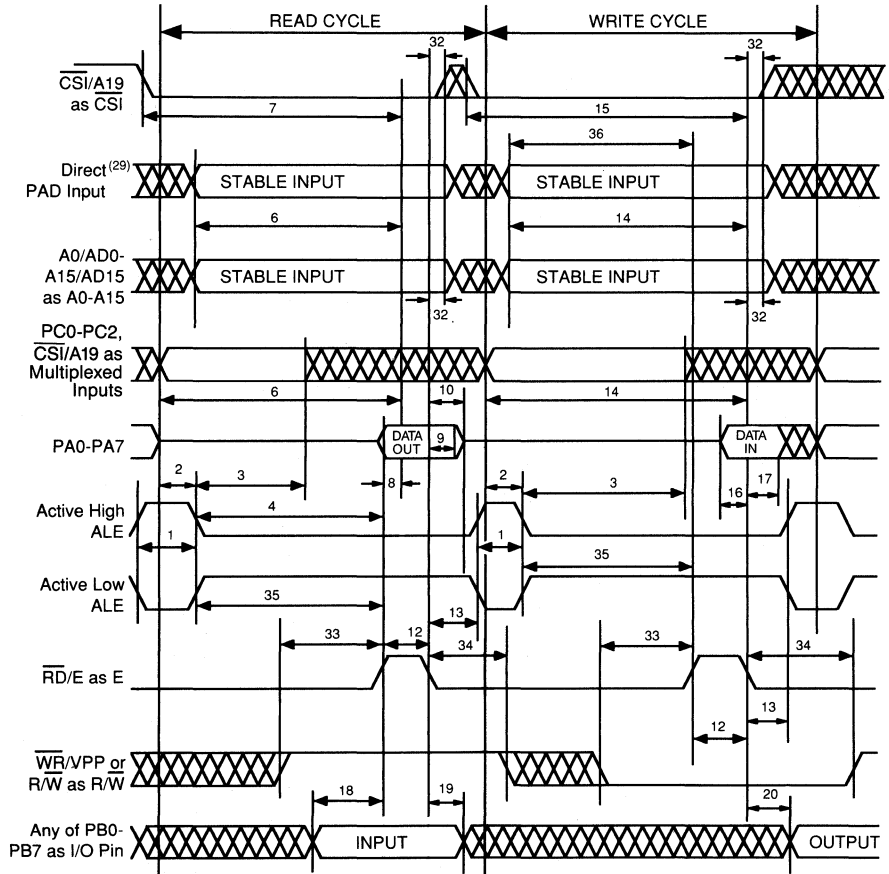 READ CYCLE WRITE CYCLE
32 32
CSI/A19
as CSI
7 15
36
Direct (29)
PAD Input
STABLE INPUT STABLE INPUT
6 14
A0/AD0-
A15/AD15
as A0-A15
STABLE INPUT STABLE INPUT
32 32
PC0-PC2,
CSI/A19 as
Multiplexed
Inputs
6 10 14
PA0-PA7
DATA
OUT
9
DATA
IN
2 3 8 2 3 16 17
Active High
ALE
4
1 1
35
Active Low
ALE
35 13
33 12 34 33 34
RD/E as E
12 13
WR/VPP or
R/W as R/W
18 19 20
Any of PB0-
PB7 as I/O Pin
INPUT OUTPUT